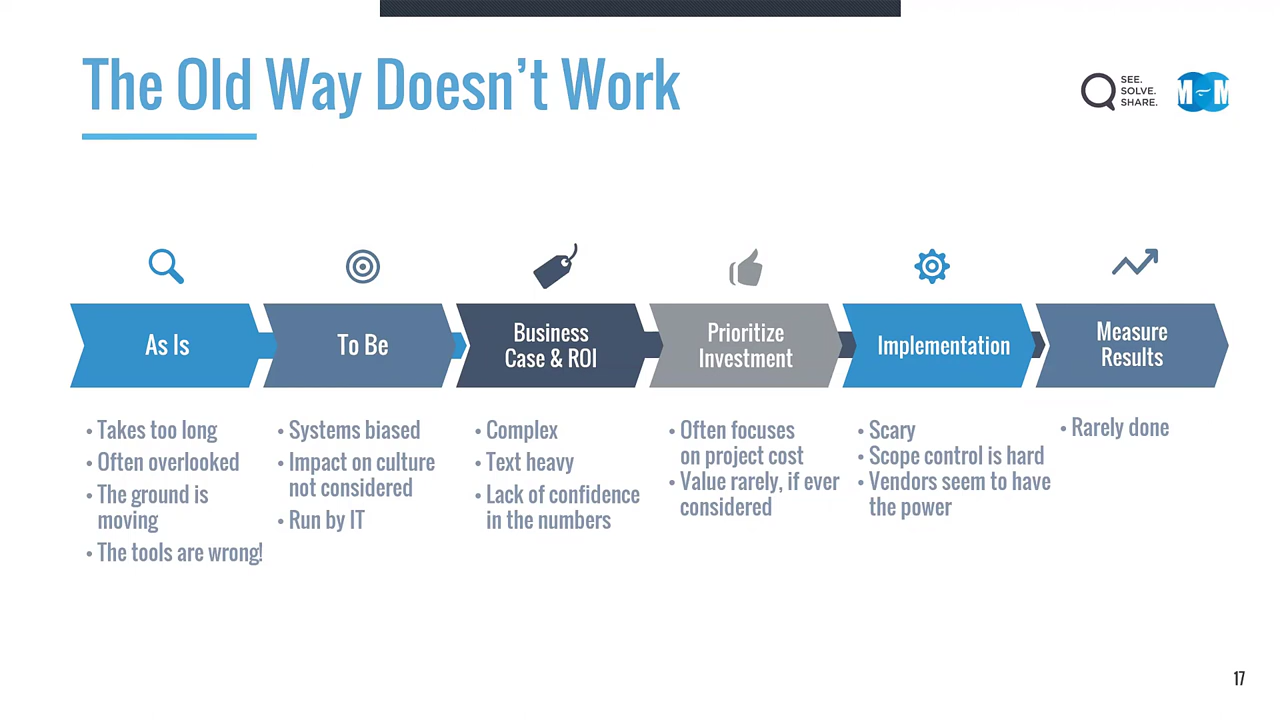 The Old Way Doesn't Work
SEE.
SOLVE.
SHARE.
M M
As Is
To Be
Business
Case & ROI
Prioritize
Investment
Implementation
Measure
Results
• Takes too long
• Often overlooked
• The ground is
moving
• The tools are wrong!
• Systems biased
• Impact on culture
not considered
• Run by IT
• Complex
• Text heavy
• Lack of confidence
in the numbers
• Often focuses
on project cost
• Value rarely, if ever
considered
• Scary
• Scope control is hard
• Vendors seem to have
the power
• Rarely done
17